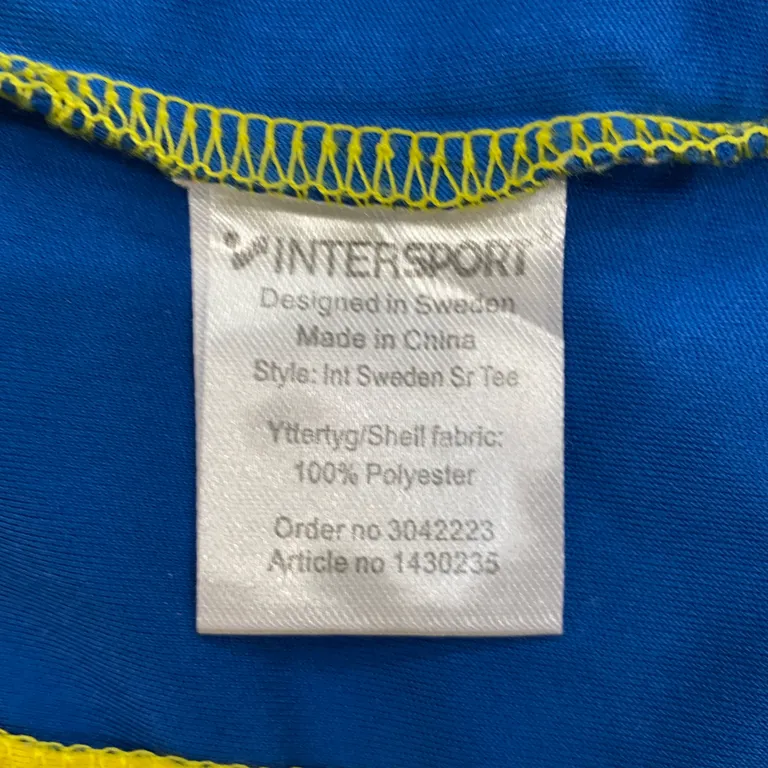 INTERSPORT
Designed in Sweden
Made in China
Style: Int Sweden Sr Tee
Yttertyg/Shell fabric:
100% Polyester
Order no 3042223
Article no 1430235